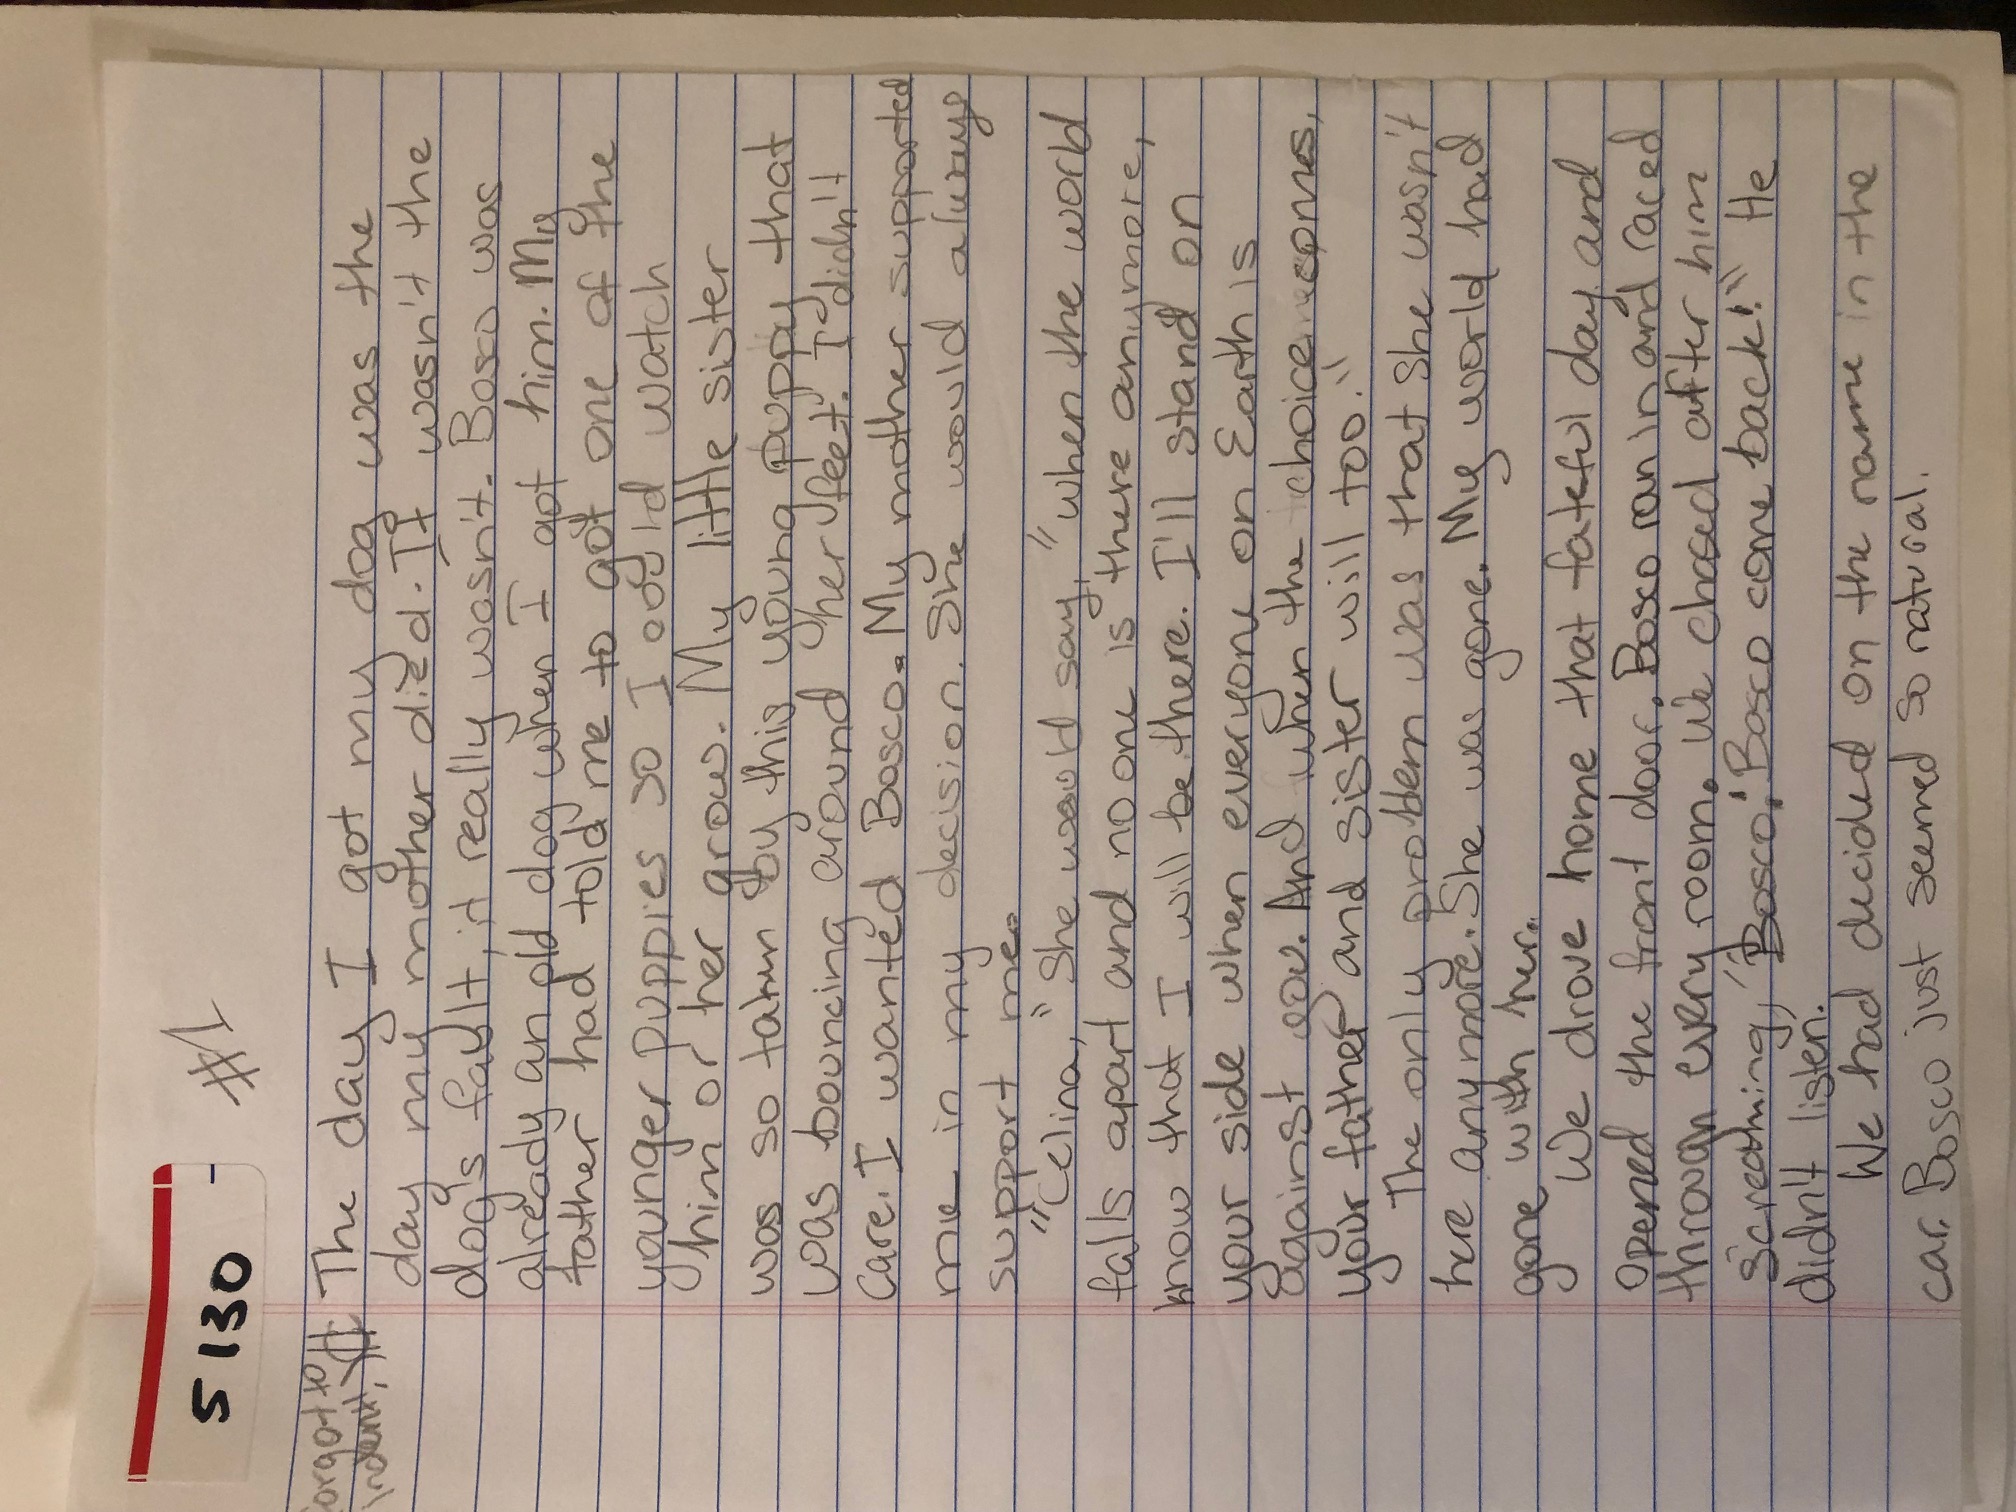 5130
#1
forgot to
indent!
The day I got my dog was the
day my mother died. It wasn't the
dog's fault, it really wasn't. Bosco was
already an old dog when I got him. My
father had told me to got one of the
younger puppies so I could watch
him or her grow. My little sister
was so taken by this young puppy that
was bouncing around her feet. I didn't
care. I wanted Bosco. My mother supported
me in my decision. She would always
support me.
"Celina," She would say, "when the world
falls apart and no one is there anymore,
know that I will be there. I'll stand on
your side when everyone on Earth is
against you. And when the choice comes,
your father and sister will too."
The only problem was that she wasn't
here anymore. She was gone. My world had
gone with her.
We drove home that fateful day and
opened the front door. Bosco ran in and raced
through every room. We chased after him
screaming, "Bosco! Bosco come back!" He
didn't listen.
We had decided on the name in the
car. Bosco just seemed so natural.